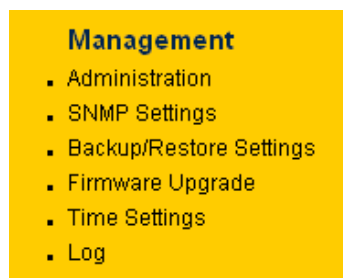 Management
Administration
SNMP Settings
Backup/Restore Settings
Firmware Upgrade
Time Settings
Log